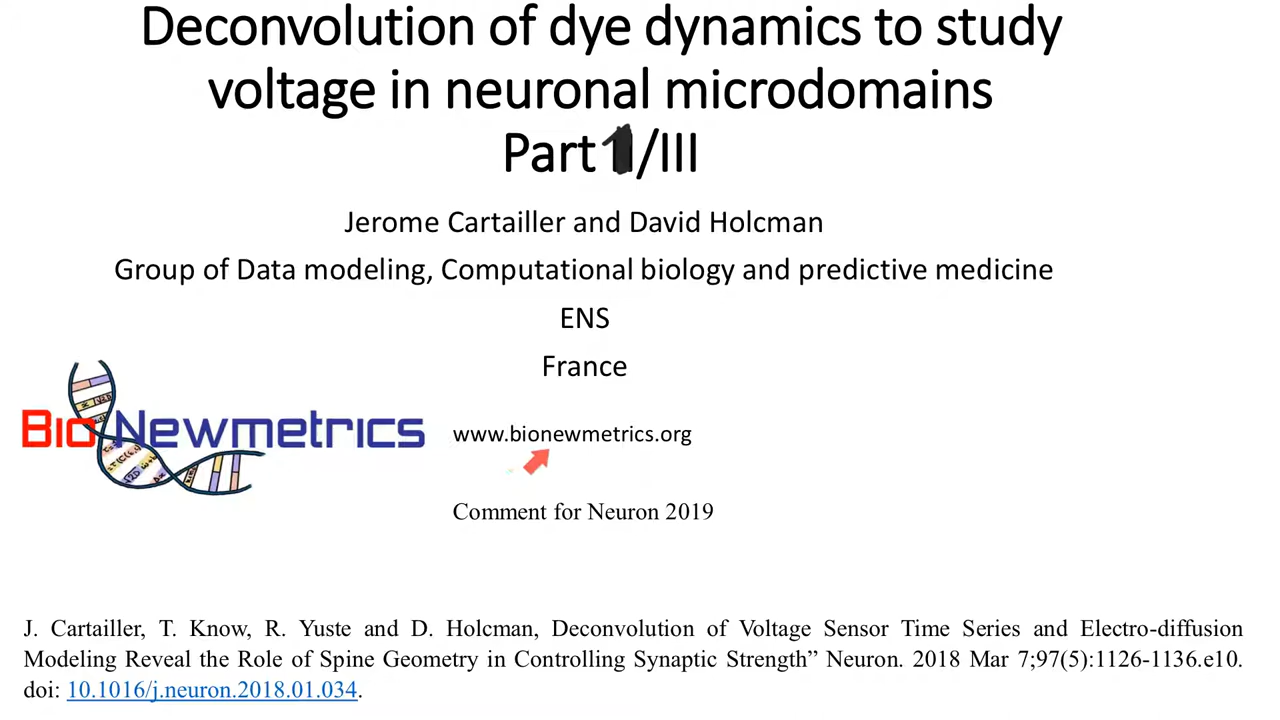 Deconvolution of dye dynamics to study
voltage in neuronal microdomains
Part 1/III
Jerome Cartailler and David Holcman
Group of Data modeling, Computational biology and predictive medicine
ENS
France
BioNewmetrics
www.bionewmetrics.org
Comment for Neuron 2019
J. Cartailler, T. Know, R. Yuste and D. Holcman, Deconvolution of Voltage Sensor Time Series and Electro-diffusion
Modeling Reveal the Role of Spine Geometry in Controlling Synaptic Strength” Neuron. 2018 Mar 7;97(5):1126-1136.e10.
doi: 10.1016/j.neuron.2018.01.034.